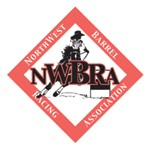 NORTHWEST BARREL
NWBRA
RACING ASSOCIATION